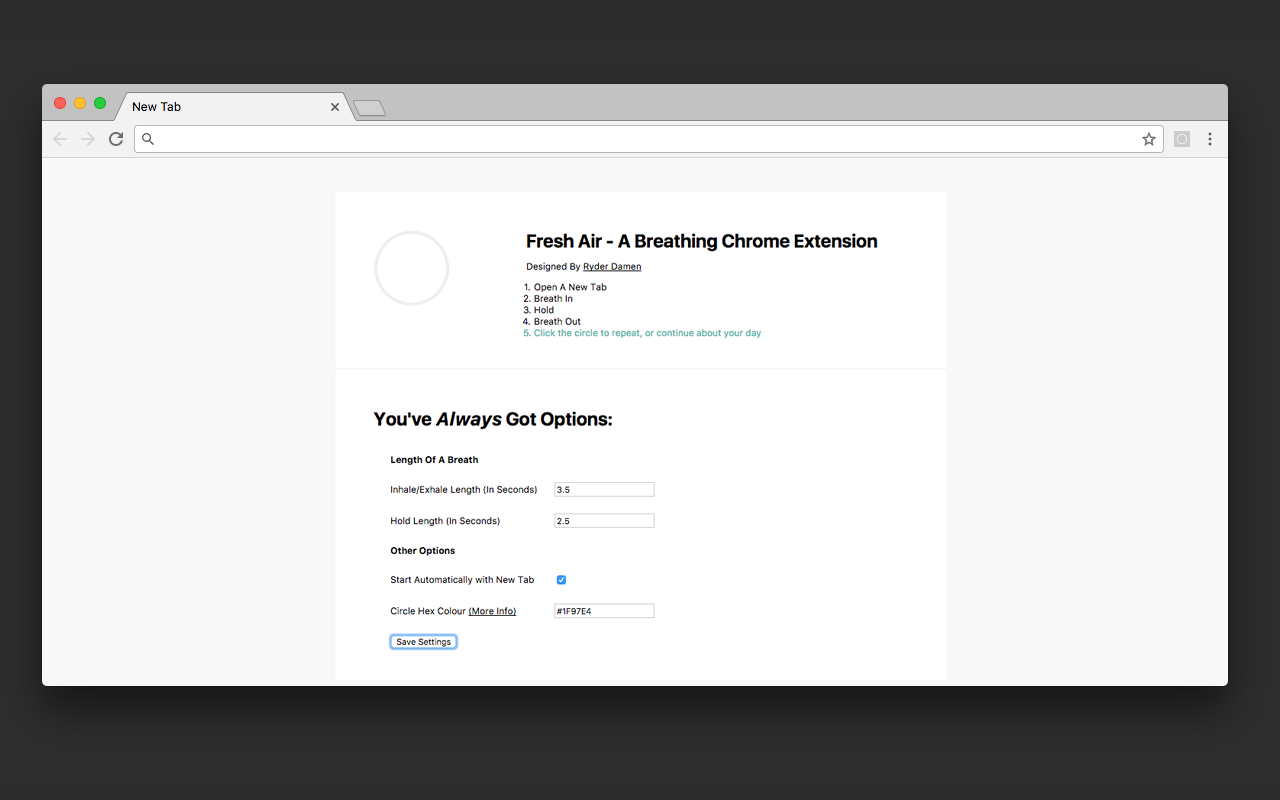 New Tab
Fresh Air - A Breathing Chrome Extension
Designed By Ryder Damen
1. Open A New Tab
2. Breath In
3. Hold
4. Breath Out
5. Click the circle to repeat, or continue about your day
You've Always Got Options:
Length Of A Breath
Inhale/Exhale Length (In Seconds) 3.5
Hold Length (In Seconds) 2.5
Other Options
Start Automatically with New Tab
Circle Hex Colour (More Info) #1F97E4
Save Settings